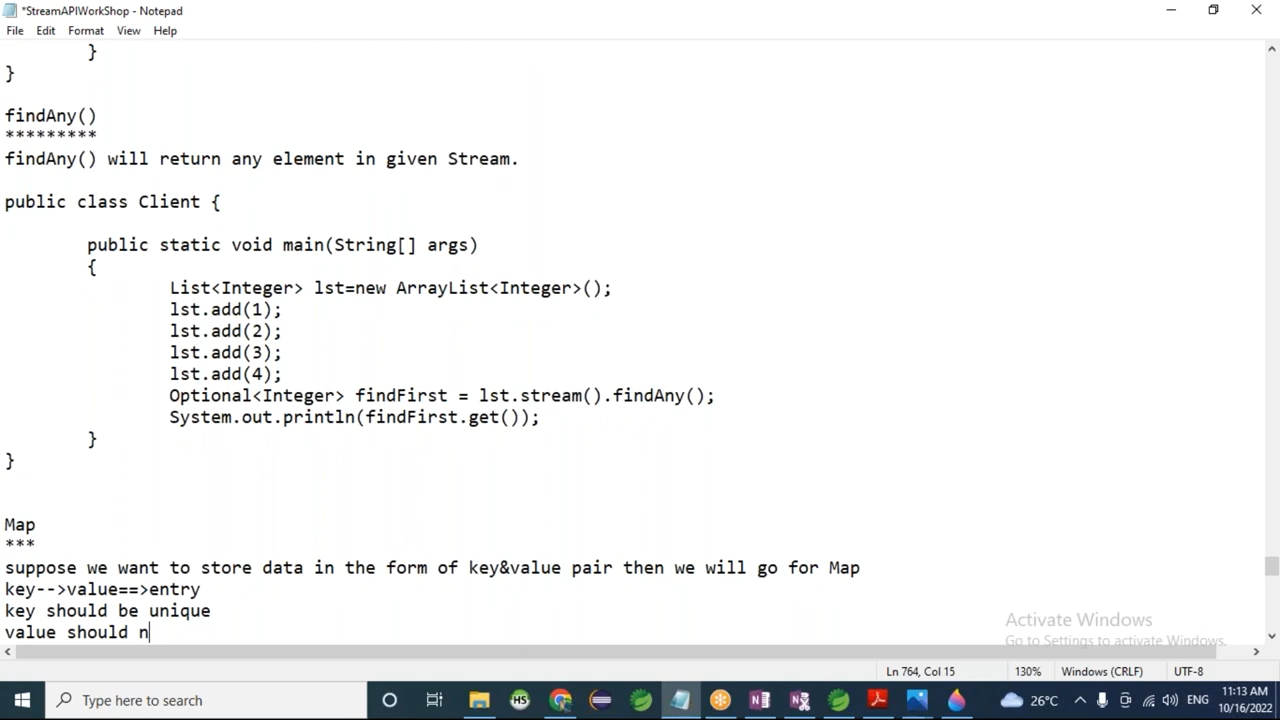 *StreamAPIWorkShop - Notepad
File Edit Format View Help
}
}
findAny()
*********
findAny() will return any element in given Stream.
public class Client {
public static void main(String[] args)
{
List<Integer> lst=new ArrayList<Integer>();
lst.add(1);
lst.add(2);
lst.add(3);
lst.add(4);
Optional<Integer> findFirst = lst.stream().findAny();
System.out.println(findFirst.get());
}
}
Map
***
suppose we want to store data in the form of key&value pair then we will go for Map
key-->value==>entry
key should be unique
value should n
Activate Windows
Go to Settings to activate Windows.
Ln 764, Col 15 130% Windows (CRLF) UTF-8
Type here to search HS 26°C ENG 11:13 AM
10/16/2022